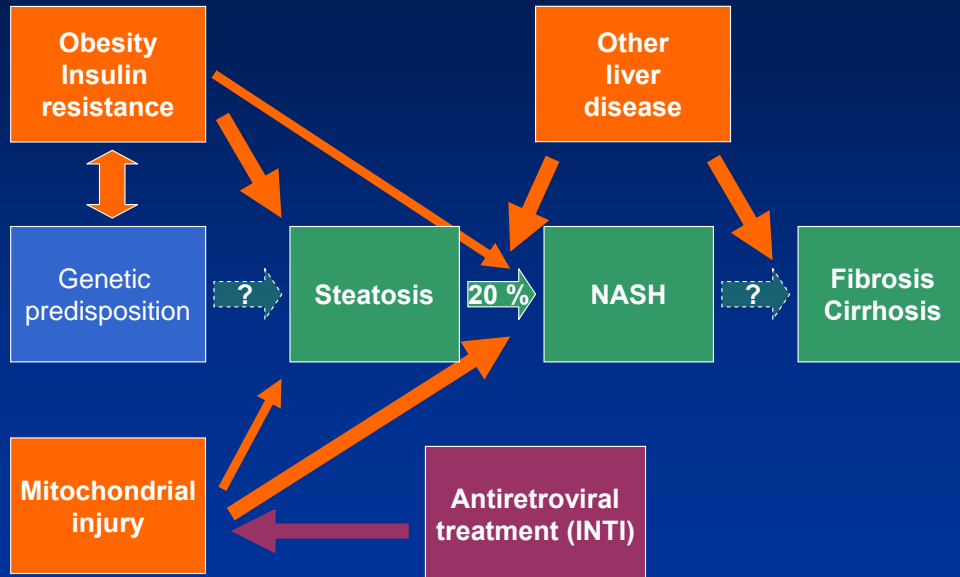 Obesity
Insulin
resistance
Other
liver
disease
Genetic
predisposition
?
Steatosis
20 %
NASH
?
Fibrosis
Cirrhosis
Mitochondrial
injury
Antiretroviral
treatment (INTI)